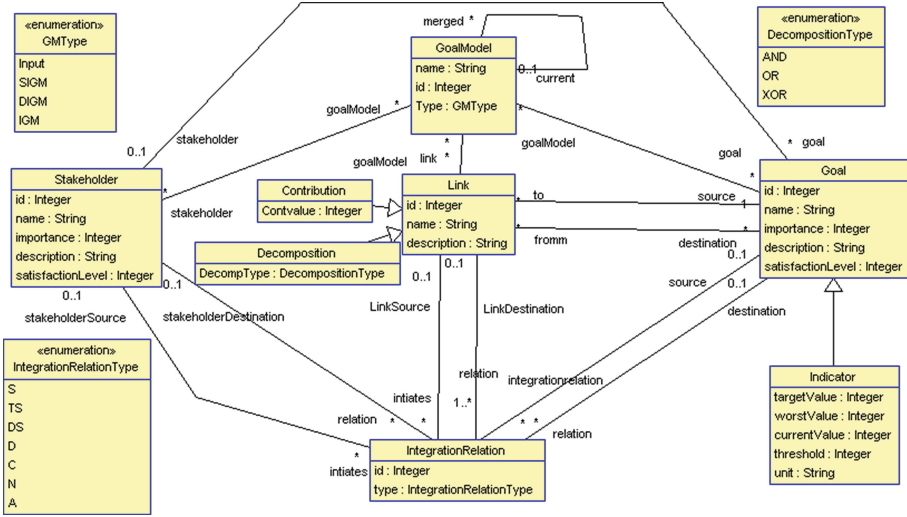 «enumeration»
GMType
Input
SIGM
DIGM
IGM
merged *
GoalModel
name : String
id : Integer
Type : GMType
0..1
current
«enumeration»
DecompositionType
AND
OR
XOR
goalModel *
* goalModel
stakeholder
0..1
*
link *
goalModel
goal
*
* goal
Stakeholder
id : Integer
name : String
importance : Integer
description : String
satisfactionLevel : Integer
*
stakeholder
Contribution
Contvalue : Integer
Decomposition
DecompType : DecompositionType
Link
id : Integer
name : String
description : String
* to
source 1
* fromm
destination *
Goal
id : Integer
name : String
importance : Integer
description : String
satisfactionLevel : Integer
0..1
stakeholderSource
0..1
stakeholderDestination
0..1
LinkSource
0..1
LinkDestination
0..1
source
0..1
destination
«enumeration»
IntegrationRelationType
S
TS
DS
D
C
N
A
relation
integrationrelation
intiates
1..*
relation *
*
* *
relation
*
intiates
IntegrationRelation
id : Integer
type : IntegrationRelationType
Indicator
targetValue : Integer
worstValue : Integer
currentValue : Integer
threshold : Integer
unit : String